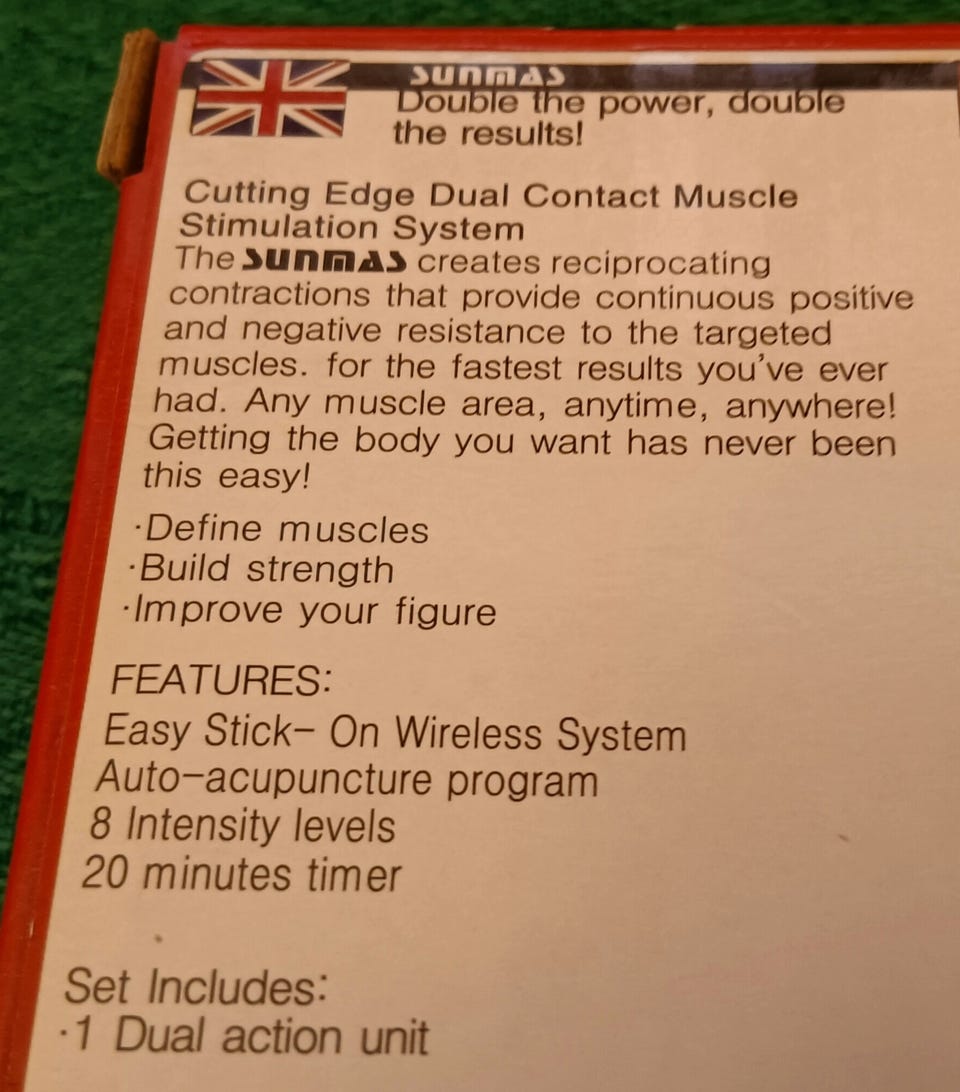 SUNMAS
Double the power, double
the results!
Cutting Edge Dual Contact Muscle
Stimulation System
The SUNMAS creates reciprocating
contractions that provide continuous positive
and negative resistance to the targeted
muscles. for the fastest results you've ever
had. Any muscle area, anytime, anywhere!
Getting the body you want has never been
this easy!
·Define muscles
·Build strength
·Improve your figure
FEATURES:
Easy Stick- On Wireless System
Auto-acupuncture program
8 Intensity levels
20 minutes timer
Set Includes:
·1 Dual action unit